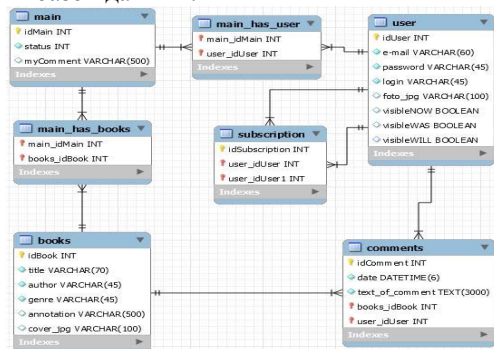 main
idMain INT
status INT
myComment VARCHAR(500)
Indexes
main_has_user
main_idMain INT
user_idUser INT
Indexes
user
idUser INT
e-mail VARCHAR(60)
password VARCHAR(45)
login VARCHAR(45)
foto_jpg VARCHAR(100)
visibleNOW BOOLEAN
visibleWAS BOOLEAN
visibleWILL BOOLEAN
Indexes
main_has_books
main_idMain INT
books_idBook INT
Indexes
subscription
idSubscription INT
user_idUser INT
user_idUser1 INT
Indexes
books
idBook INT
title VARCHAR(70)
author VARCHAR(45)
genre VARCHAR(45)
annotation VARCHAR(500)
cover_jpg VARCHAR(100)
Indexes
comments
idComment INT
date DATETIME(6)
text_of_comment TEXT(3000)
books_idBook INT
user_idUser INT
Indexes